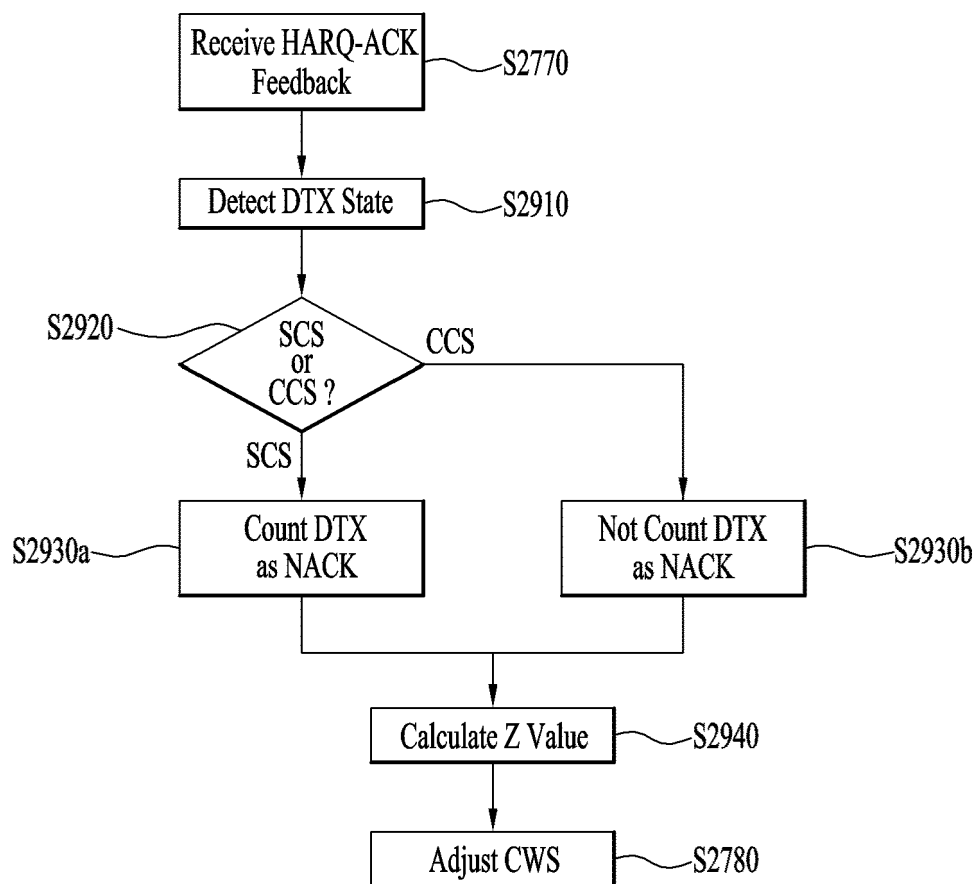 Receive HARQ-ACK
Feedback
S2770
Detect DTX State
S2910
S2920
SCS
or
CCS ?
CCS
SCS
S2930a
Count DTX
as NACK
Not Count DTX
as NACK
S2930b
Calculate Z Value
S2940
Adjust CWS
S2780